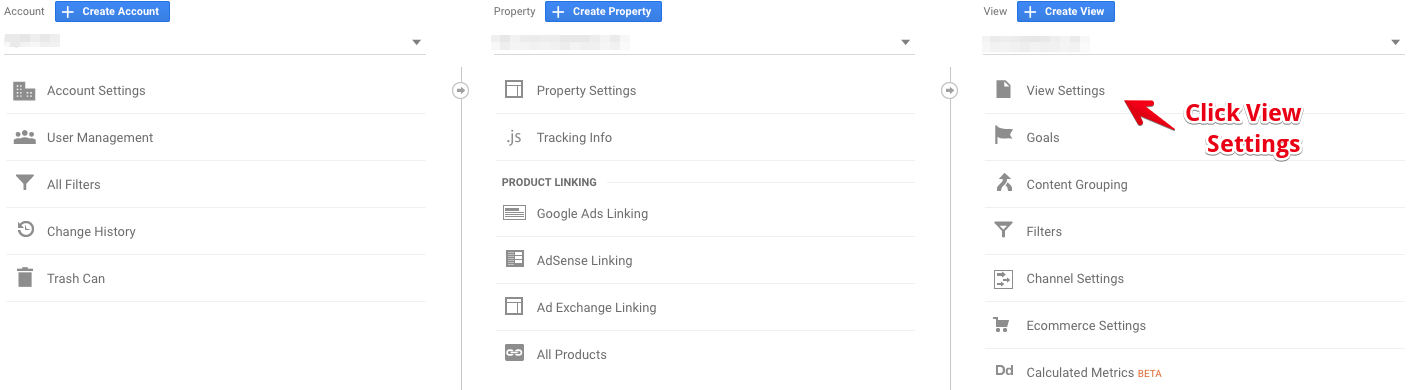 Account
Create Account
Account Settings
User Management
All Filters
Change History
Trash Can
Property
Create Property
Property Settings
.js Tracking Info
PRODUCT LINKING
Google Ads Linking
AdSense Linking
Ad Exchange Linking
All Products
View
Create View
View Settings
Click View
Settings
Goals
Content Grouping
Filters
Channel Settings
Ecommerce Settings
Dd Calculated Metrics BETA